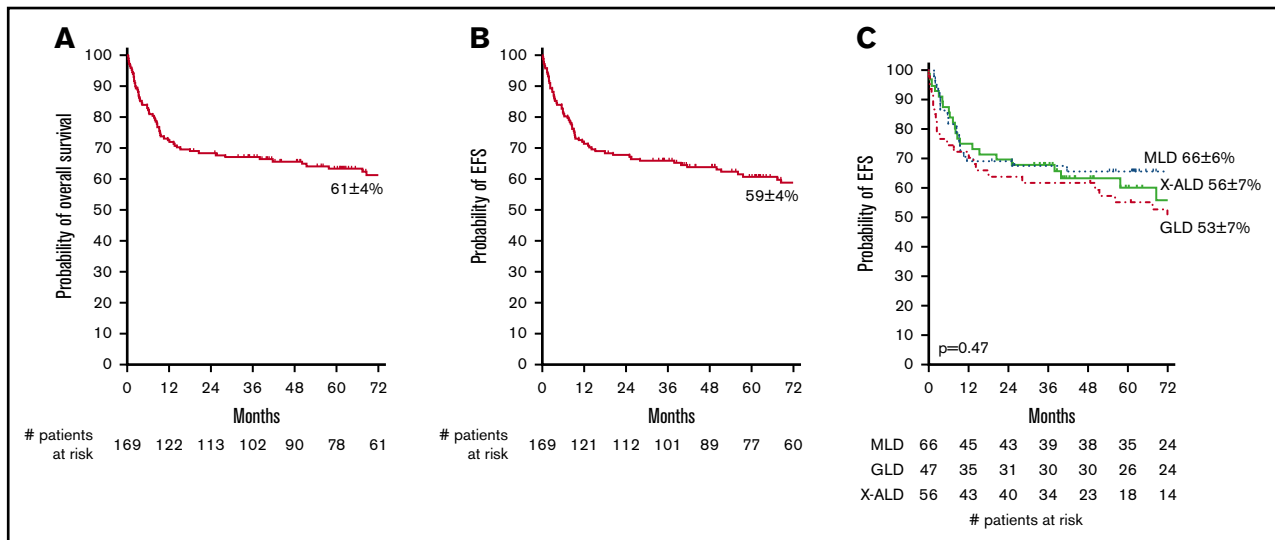 A
Probability of overall survival
100
90
80
70
60
50
40
30
20
10
0
61±4%
0 12 24 36 48 60 72
Months
# patients
at risk
169 122 113 102 90 78 61
B
Probability of EFS
100
90
80
70
60
50
40
30
20
10
0
59±4%
0 12 24 36 48 60 72
Months
# patients
at risk
169 121 112 101 89 77 60
C
Probability of EFS
100
90
80
70
60
50
40
30
20
10
0
MLD 66±6%
X-ALD 56±7%
GLD 53±7%
p=0.47
0 12 24 36 48 60 72
Months
MLD 66 45 43 39 38 35 24
GLD 47 35 31 30 30 26 24
X-ALD 56 43 40 34 23 18 14
# patients at risk